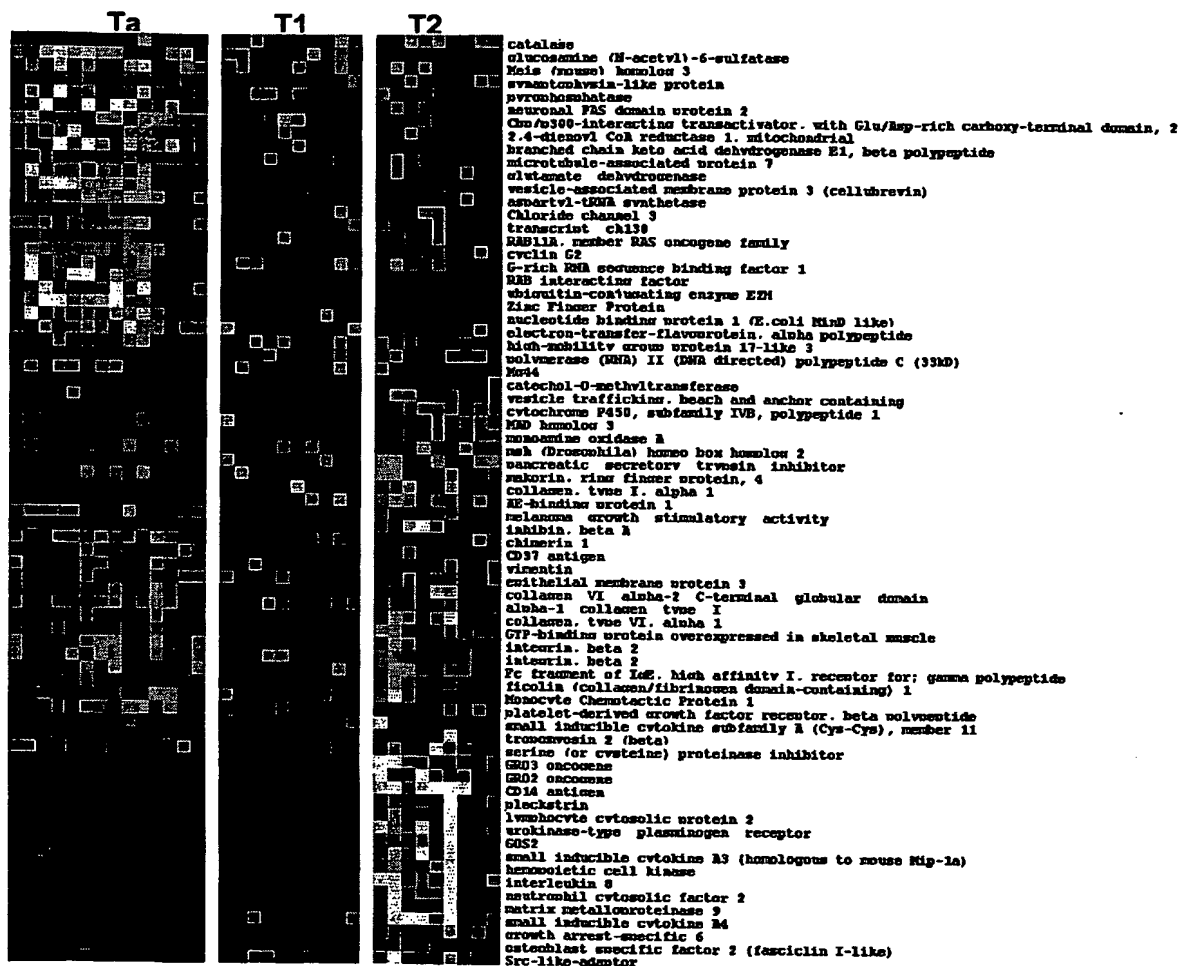 Ta T1 T2
catalase
glucosamine (N-acetyl)-6-sulfatase
Meis (mouse) homolog 3
synaptophysin-like protein
pyrophosphatase
neuronal PAS domain protein 2
Cbp/p300-interacting transactivator, with Glu/Asp-rich carboxy-terminal domain, 2
2,4-dienoyl CoA reductase 1, mitochondrial
branched chain keto acid dehydrogenase E1, beta polypeptide
microtubule-associated protein 7
glutamate dehydrogenase
vesicle-associated membrane protein 3 (cellubrevin)
aspartyl-tRNA synthetase
Chloride channel 3
transcript ch138
RAB11A, member RAS oncogene family
cyclin G2
G-rich RNA sequence binding factor 1
RAB interacting factor
ubiquitin-conjugating enzyme E2H
Zinc Finger Protein
nucleotide binding protein 1 (E.coli MinD like)
electron-transfer-flavoprotein, alpha polypeptide
high-mobility group protein 17-like 3
polymerase (RNA) II (DNA directed) polypeptide C (33kD)
catechol-O-methyltransferase
vesicle trafficking, beach and anchor containing
cytochrome P450, subfamily IVB, polypeptide 1
MAD homolog 3
monoamine oxidase A
msh (Drosophila) homeo box homolog 2
pancreatic secretory trypsin inhibitor
makorin, ring finger protein, 4
collagen, type I, alpha 1
AE-binding protein 1
melanoma growth stimulatory activity
inhibin, beta A
chimerin 1
CD37 antigen
vimentin
epithelial membrane protein 3
collagen VI alpha-2 C-terminal globular domain
alpha-1 collagen type I
collagen, type VI, alpha 1
GTP-binding protein overexpressed in skeletal muscle
integrin, beta 2
integrin, beta 2
Fc fragment of IgE, high affinity I, receptor for; gamma polypeptide
ficolin (collagen/fibrinogen domain-containing) 1
Monocyte Chemotactic Protein 1
platelet-derived growth factor receptor, beta polypeptide
small inducible cytokine subfamily A (Cys-Cys), member 11
tropomyosin 2 (beta)
serine (or cysteine) proteinase inhibitor
GRO3 oncogene
GRO2 oncogene
CD14 antigen
pleckstrin
lymphocyte cytosolic protein 2
urokinase-type plasminogen receptor
GOS2
small inducible cytokine A3 (homologous to mouse Mip-1a)
hemopoietic cell kinase
interleukin 8
neutrophil cytosolic factor 2
matrix metalloproteinase 9
small inducible cytokine A4
growth arrest-specific 6
osteoblast specific factor 2 (fasciclin I-like)
Src-like-adaptor